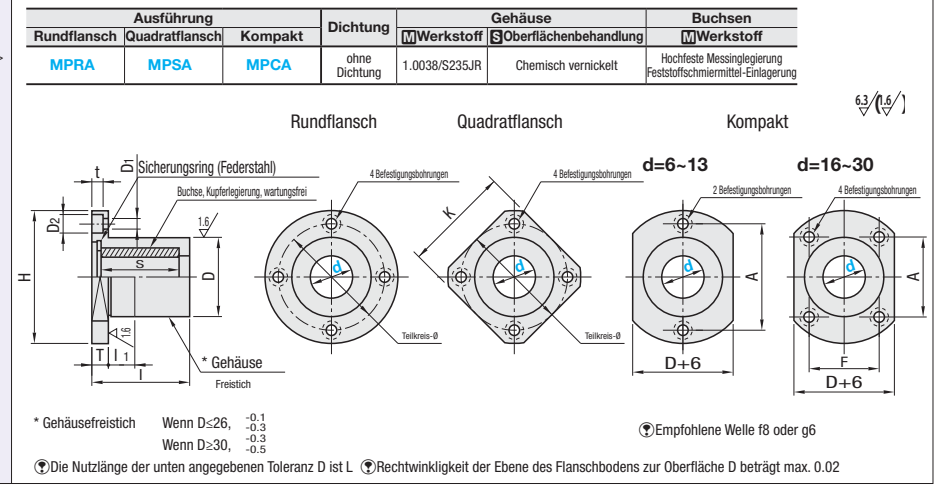 Ausführung Dichtung Gehäuse Buchsen
Rundflansch Quadratflansch Kompakt MWerkstoff SOberflächenbehandlung MWerkstoff
MPRA MPSA MPCA ohne Dichtung 1.0038/S235JR Chemisch vernickelt Hochfeste Messinglegierung
Feststoffschmiermittel-Einlagerung
6.3 (1.6)
Rundflansch Quadratflansch Kompakt
d=6~13 d=16~30
t D1 Sicherungsring (Federstahl)
Buchse, Kupferlegierung, wartungsfrei
4 Befestigungsbohrungen 4 Befestigungsbohrungen 2 Befestigungsbohrungen 4 Befestigungsbohrungen
D2 1.6 K
H S D d d d A d A
1.6 Teilkreis-Ø Teilkreis-Ø
T l1 * Gehäuse
l Freistich
D+6 F
D+6
* Gehäusefreistich Wenn D≤26, -0.1 -0.3
Wenn D≥30, -0.3 -0.5
Empfohlene Welle f8 oder g6
Die Nutzlänge der unten angegebenen Toleranz D ist L Rechtwinkligkeit der Ebene des Flanschbodens zur Oberfläche D beträgt max. 0.02